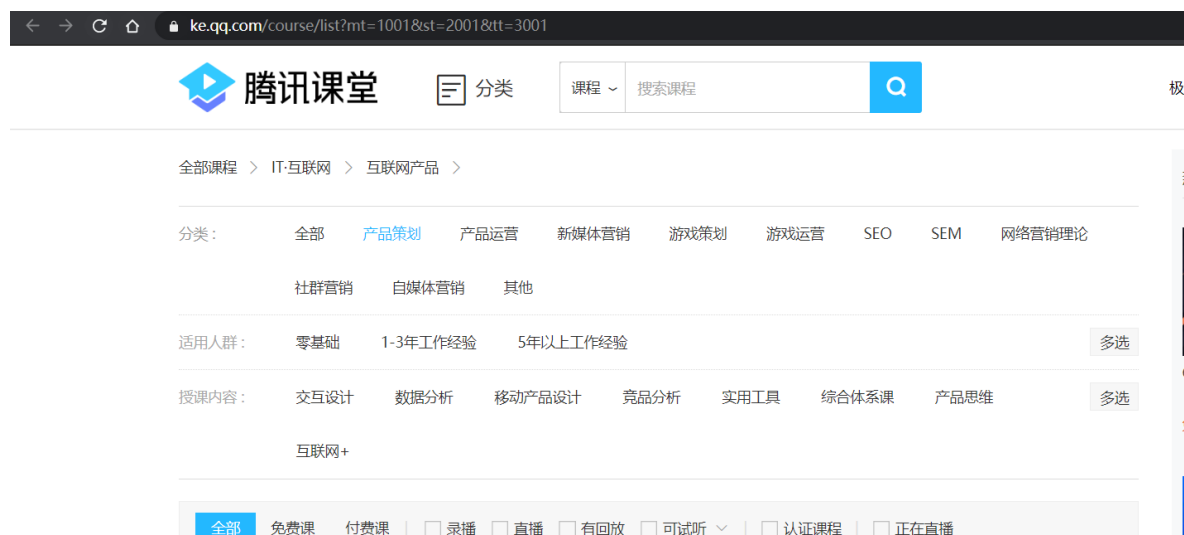 ke.qq.com/course/list?mt=1001&st=2001&tt=3001
腾讯课堂 分类 课程 搜索课程 极
全部课程 IT·互联网 互联网产品
分类： 全部 产品策划 产品运营 新媒体营销 游戏策划 游戏运营 SEO SEM 网络营销理论
社群营销 自媒体营销 其他
适用人群： 零基础 1-3年工作经验 5年以上工作经验 多选
授课内容： 交互设计 数据分析 移动产品设计 竞品分析 实用工具 综合体系课 产品思维 多选
互联网+
全部 免费课 付费课 录播 直播 有回放 可试听 认证课程 正在直播